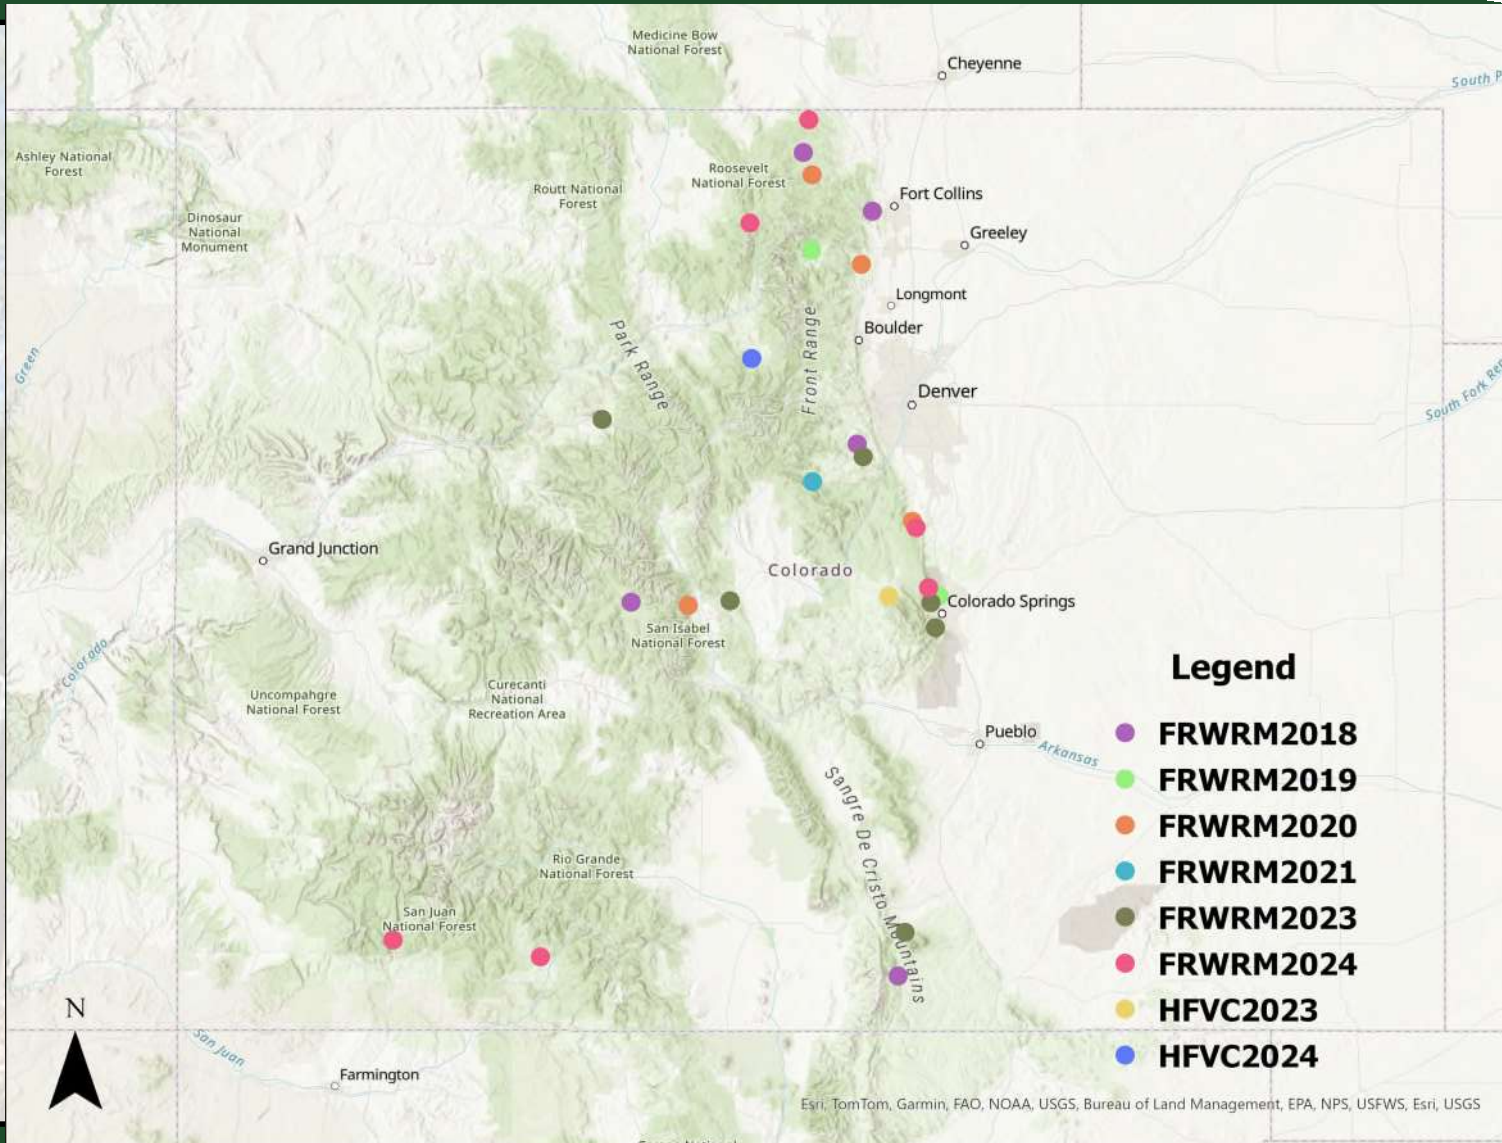 Medicine Bow
National Forest
Cheyenne
South P
Ashley National
Forest
Roosevelt
National Forest
Routt National
Forest
Fort Collins
Dinosaur
National
Monument
Greeley
Longmont
Boulder
Park Range
Front Range
Green
Denver
South Fork Rep
Grand Junction
Colorado
Colorado Springs
San Isabel
National Forest
Colorado
Uncompahgre
National Forest
Curecanti
National
Recreation Area
Pueblo
Arkansas
Sangre De Cristo Mountains
Rio Grande
National Forest
San Juan
National Forest
San Juan
Farmington
N
Legend
FRWRM2018
FRWRM2019
FRWRM2020
FRWRM2021
FRWRM2023
FRWRM2024
HFVC2023
HFVC2024
Esri, TomTom, Garmin, FAO, NOAA, USGS, Bureau of Land Management, EPA, NPS, USFWS, Esri, USGS